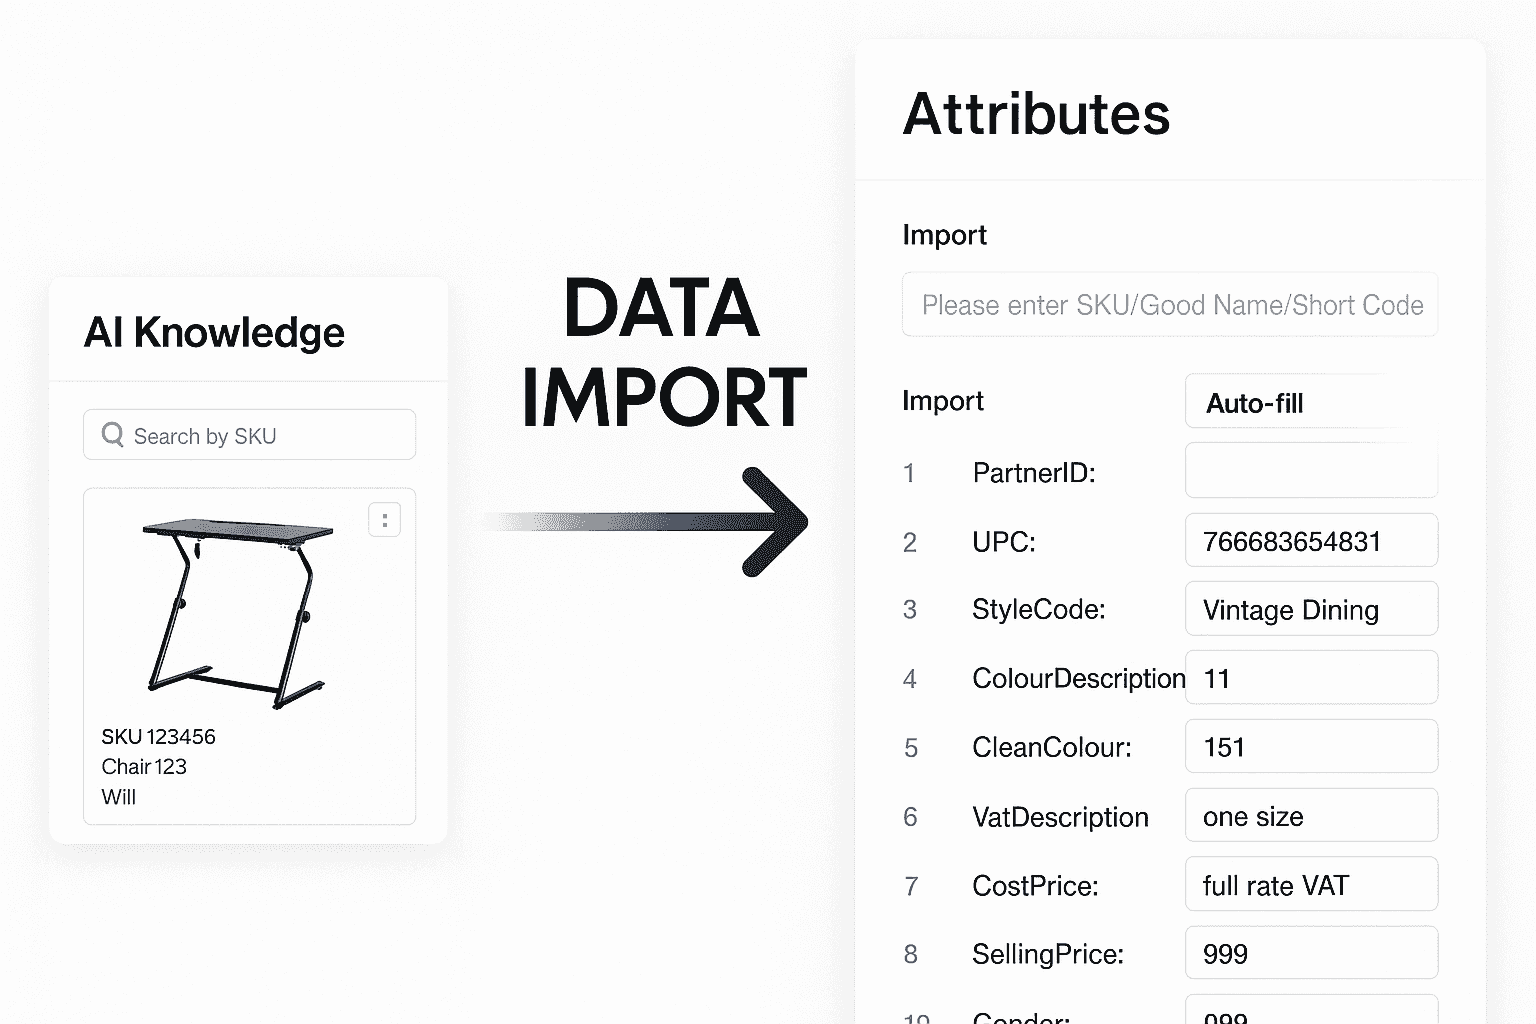 AI Knowledge
Search by SKU
:
SKU 123456
Chair 123
Will
DATA
IMPORT
Attributes
Import
Please enter SKU/Good Name/Short Code
Import Auto-fill
1 PartnerID:
2 UPC: 766683654831
3 StyleCode: Vintage Dining
4 ColourDescription 11
5 CleanColour: 151
6 VatDescription one size
7 CostPrice: full rate VAT
8 SellingPrice: 999
10 Gender: 099